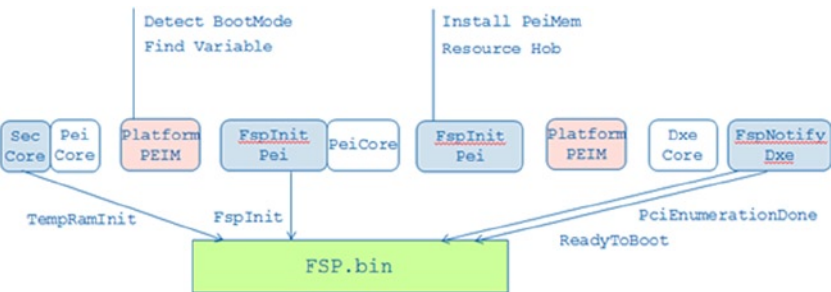 Detect BootMode
Find Variable
Install PeiMem
Resource Hob
Sec
Core
Pei
Core
Platform
PEIM
FspInit
Pei
PeiCore
FspInit
Pei
Platform
PEIM
Dxe
Core
FspNotify
Dxe
TempRamInit
FspInit
PciEnumerationDone
ReadyToBoot
FSP.bin